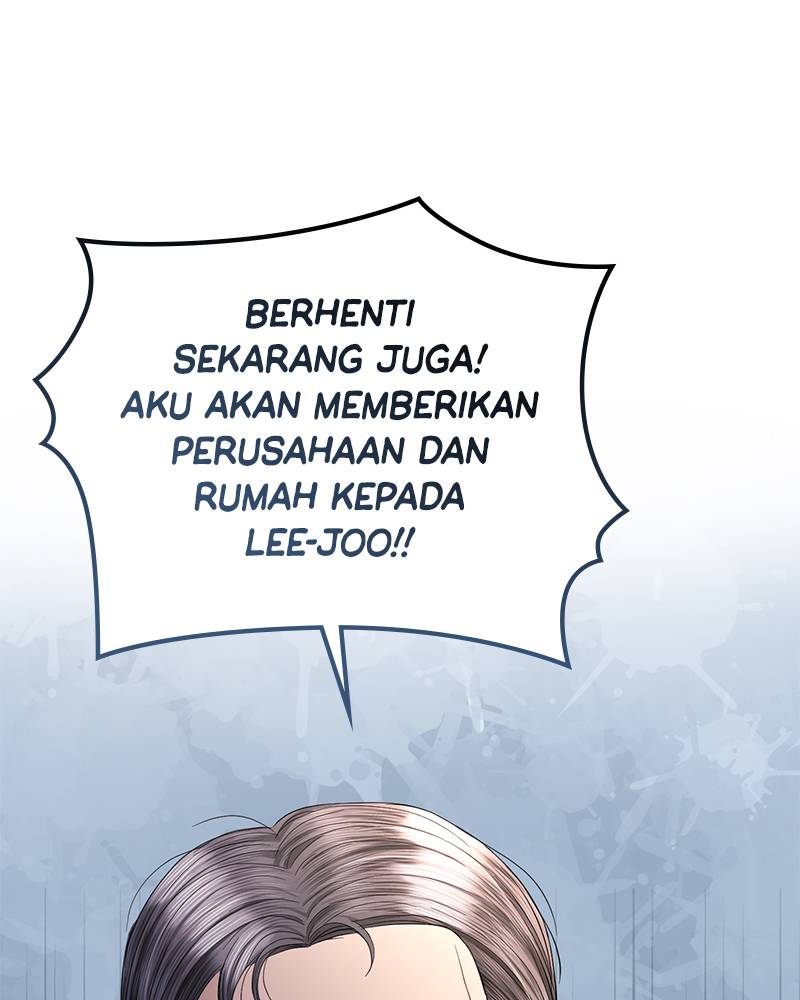 BERHENTI
SEKARANG JUGA!
AKU AKAN MEMBERIKAN
PERUSAHAAN DAN
RUMAH KEPADA
LEE-JOO!!